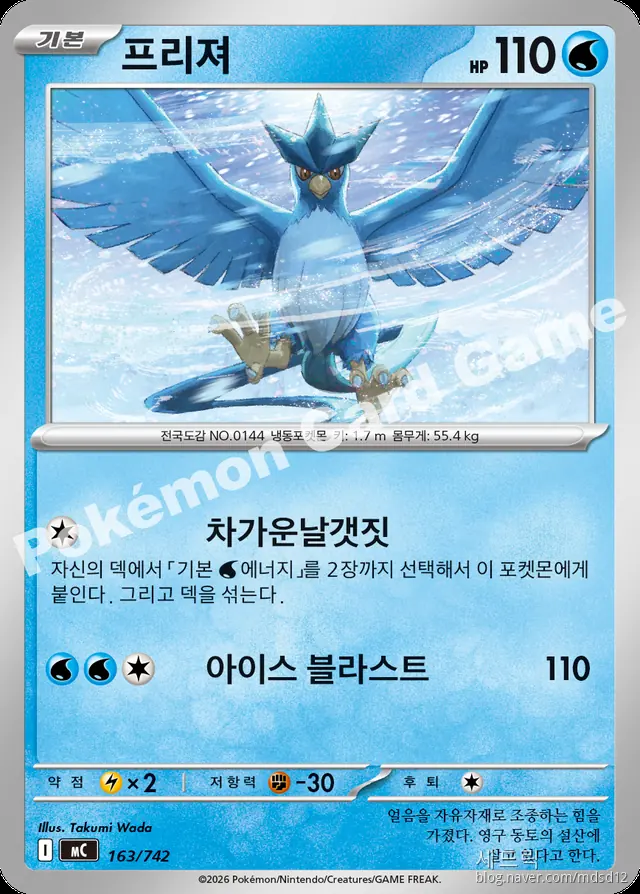 기본
프리져
HP 110
전국도감 NO.0144 냉동포켓몬 키: 1.7 m 몸무게: 55.4 kg
Pokémon Card Game
차가운날갯짓
자신의 덱에서 「기본 에너지」를 2장까지 선택해서 이 포켓몬에게
붙인다. 그리고 덱을 섞는다.
아이스 블라스트 110
약점 ×2 저항력 -30 후퇴
Illus. Takumi Wada
얼음을 자유자재로 조종하는 힘을
가졌다. 영구 동토의 설산에
산다고 한다.
I MC 163/742
©2026 Pokémon/Nintendo/Creatures/GAME FREAK.
blog.naver.com/mdsd12